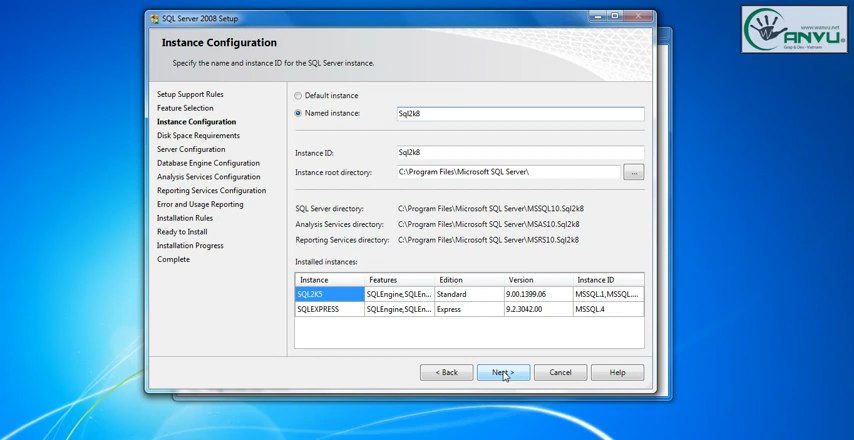 SQL Server 2008 Setup
www.wanvu.net
ANVU
Instance Configuration
Specify the name and instance ID for the SQL Server instance.
Setup Support Rules
Feature Selection
Instance Configuration
Disk Space Requirements
Server Configuration
Database Engine Configuration
Analysis Services Configuration
Reporting Services Configuration
Error and Usage Reporting
Installation Rules
Ready to Install
Installation Progress
Complete
Default instance
Named instance: Sql2k8
Instance ID: Sql2k8
Instance root directory: C:\Program Files\Microsoft SQL Server\ ...
SQL Server directory: C:\Program Files\Microsoft SQL Server\MSSQL10.Sql2k8
Analysis Services directory: C:\Program Files\Microsoft SQL Server\MSAS10.Sql2k8
Reporting Services directory: C:\Program Files\Microsoft SQL Server\MSRS10.Sql2k8
Installed instances:
Instance Features Edition Version Instance ID
SQL2K5 SQLEngine,SQLEn... Standard 9.00.1399.06 MSSQL.1,MSSQL....
SQLEXPRESS SQLEngine,SQLEn... Express 9.2.3042.00 MSSQL.4
< Back Next > Cancel Help